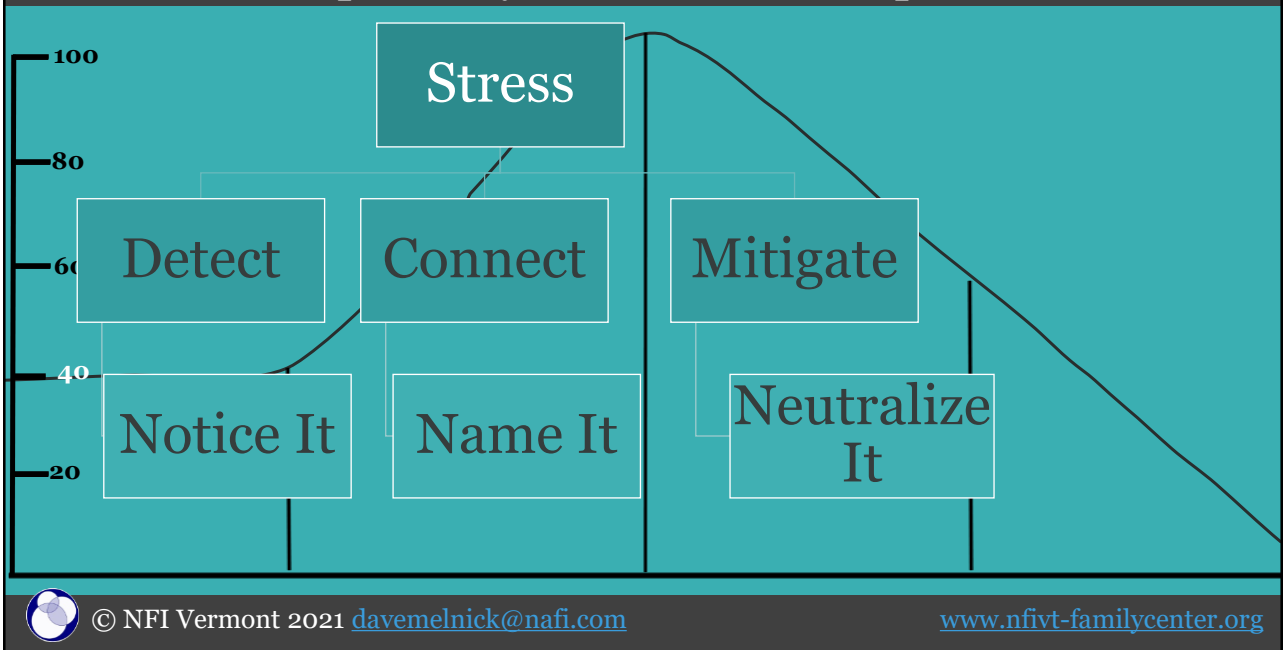 100
Stress
80
Detect
Connect
Mitigate
60
40
Notice It
Name It
Neutralize
It
20
© NFI Vermont 2021 davemelnick@nafi.com
www.nfivt-familycenter.org